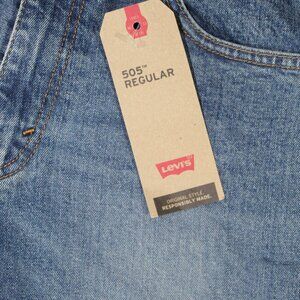 505™
REGULAR
Levi's
ORIGINAL STYLE.
RESPONSIBLY MADE.